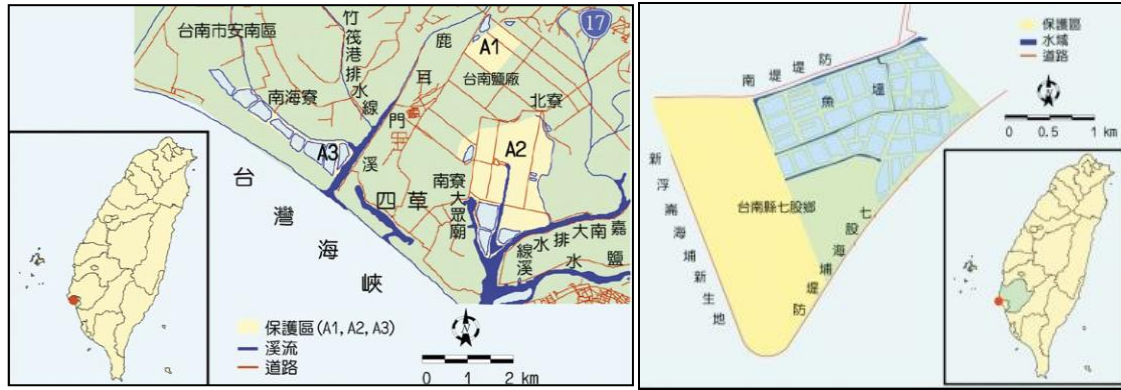 台南市安南區
竹筏港排水線
鹿耳門溪
17
A1
台南鹽廠
北寮
南海寮
A3
A2
南寮
大眾廟
四草
台灣海峽
嘉南大排水線
鹽水溪
保護區(A1, A2, A3)
溪流
道路
0 1 2 km
保護區
水域
道路
南堤堤防
魚塭
0 0.5 1 km
新浮崙海埔新生地
台南縣七股鄉
七股海埔堤防